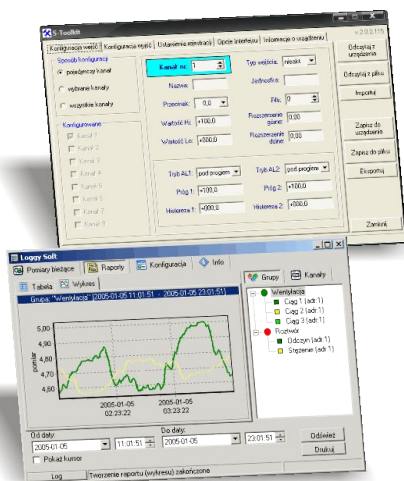 S-Toolkit
v 2.0.2.115
Konfiguracja wejść Konfiguracja wyjść Ustawienia rejestracji Opcje interfejsu Informacje o urządzeniu
Sposób konfiguracji
pojedynczy kanał
wybrane kanały
wszystkie kanały
Konfigurowane
Kanał 1
Kanał 2
Kanał 3
Kanał 4
Kanał 5
Kanał 6
Kanał 7
Kanał 8
Kanał nr: 1
Typ wejścia: nieakt.
Nazwa:
Jednostka:
Przecinek: 0,0
Filtr: 0
Wartość Hi: +100,0
Rozszerzenie górne: 0,00
Wartość Lo: +000,0
Rozszerzenie dolne: 0,00
Tryb AL1: pod progiem
Tryb AL2: pod progiem
Próg 1: +100,0
Próg 2: +100,0
Histereza 1: +000,0
Histereza 2: +000,0
Odczytaj z urządzenia
Odczytaj z pliku
Importuj
Zapisz do urządzenia
Zapisz do pliku
Eksportuj
Zamknij
Loggy Soft
Pomiary bieżące Raporty Konfiguracja Info
Tabela Wykres
Grupa: "Wentylacja" [2005-01-05 11:01:51 - 2005-01-05 23:01:51]
5,00
4,90
4,80
4,70
4,60
pomiar
2005-01-05 02:23:22
2005-01-05 03:23:22
Grupy Kanały
Wentylacja
Ciąg 1 (adr:1)
Ciąg 2 (adr:1)
Ciąg 3 (adr:1)
Roztwór
Odczyn (adr:1)
Stężenie (adr:1)
Od daty:
2005-01-05 11:01:51
Do daty:
2005-01-05 23:01:51
Odśwież
Pokaż kursor
Drukuj
Log Tworzenie raportu (wykresu) zakończone